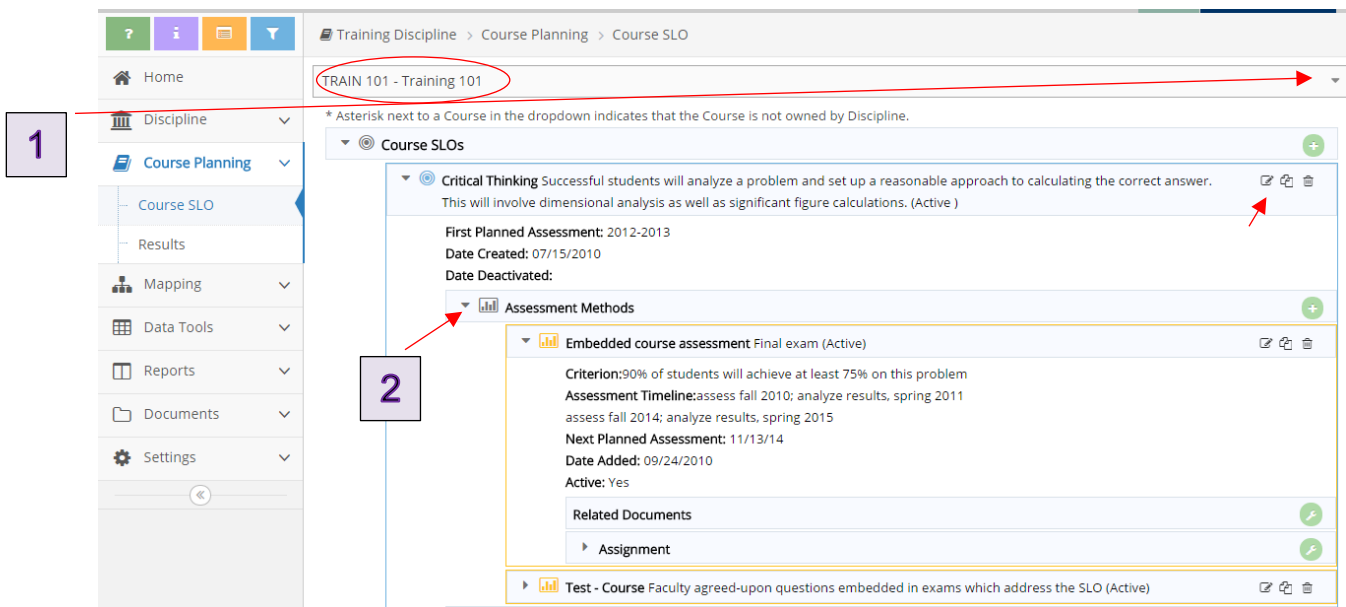 ? i
Training Discipline > Course Planning > Course SLO
Home
TRAIN 101 - Training 101
1
Discipline
* Asterisk next to a Course in the dropdown indicates that the Course is not owned by Discipline.
Course SLOs
Course Planning
Critical Thinking Successful students will analyze a problem and set up a reasonable approach to calculating the correct answer.
This will involve dimensional analysis as well as significant figure calculations. (Active )
Course SLO
First Planned Assessment: 2012-2013
Results
Date Created: 07/15/2010
Date Deactivated:
Mapping
Assessment Methods
Data Tools
Embedded course assessment Final exam (Active)
Reports
2
Criterion:90% of students will achieve at least 75% on this problem
Assessment Timeline:assess fall 2010; analyze results, spring 2011
Documents
assess fall 2014; analyze results, spring 2015
Next Planned Assessment: 11/13/14
Settings
Date Added: 09/24/2010
Active: Yes
Related Documents
Assignment
Test - Course Faculty agreed-upon questions embedded in exams which address the SLO (Active)